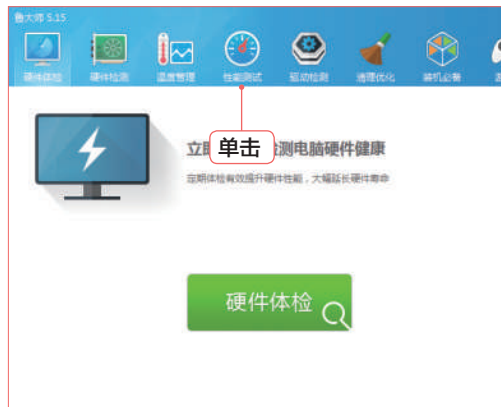 鲁大师 5.15
硬件体检 硬件检测 温度管理 性能测试 驱动检测 清理优化 装机必备
单击
立即 检测电脑硬件健康
定期体检有效提升硬件性能，大幅延长硬件寿命
硬件体检